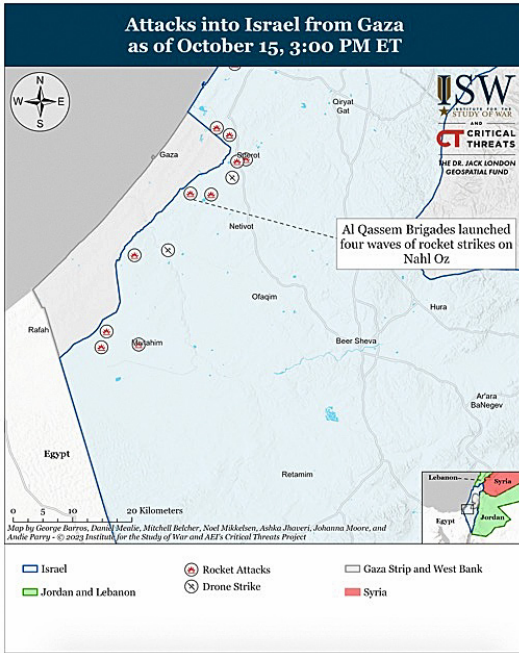 Attacks into Israel from Gaza
as of October 15, 3:00 PM ET
N
W
E
S
ISW
INSTITUTE FOR THE
STUDY OF WAR
AND
CT CRITICAL
THREATS
THE DR. JACK LONDON
GEOSPATIAL FUND
Qiryat
Gat
Gaza
Sderot
Netivot
Al Qassem Brigades launched
four waves of rocket strikes on
Nahl Oz
Ofaqim
Hura
Rafah
Beer Sheva
Ar'ara
BaNegev
Egypt
Retamim
Lebanon
Syria
Jordan
Egypt
0 5 10 20 Kilometers
Map by George Barros, Daniel Mealie, Mitchell Belcher, Noel Mikkelsen, Ashka Jhaveri, Johanna Moore, and
Andie Parry - © 2023 Institute for the Study of War and AEI's Critical Threats Project
Israel
Rocket Attacks
Gaza Strip and West Bank
Jordan and Lebanon
Drone Strike
Syria